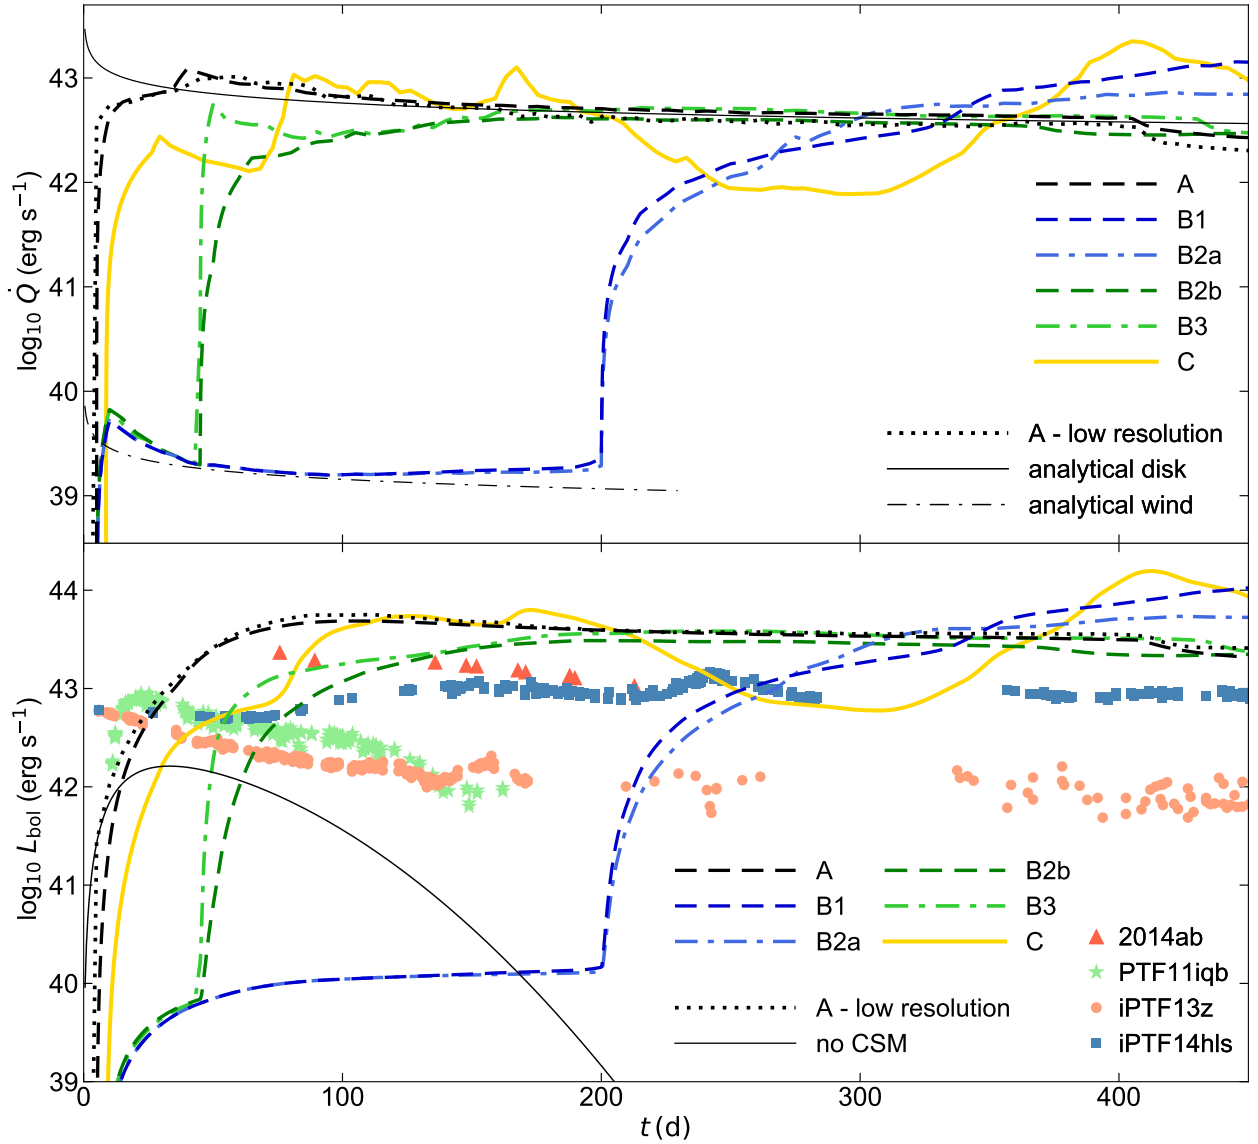 43
42
41
40
39
log₁₀ Q̇ (erg s⁻¹)
A
B1
B2a
B2b
B3
C
A - low resolution
analytical disk
analytical wind
44
43
42
41
40
39
log₁₀ L_bol (erg s⁻¹)
A B2b
B1 B3
B2a C
2014ab
PTF11iqb
A - low resolution iPTF13z
no CSM iPTF14hls
0 100 200 300 400
t (d)